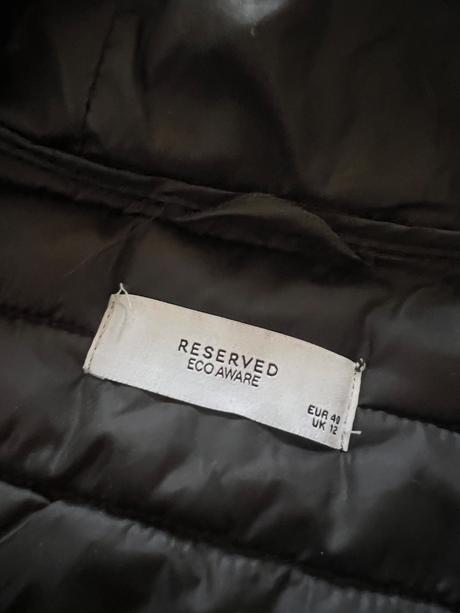 RESERVED
ECO AWARE
EUR 40
UK 12